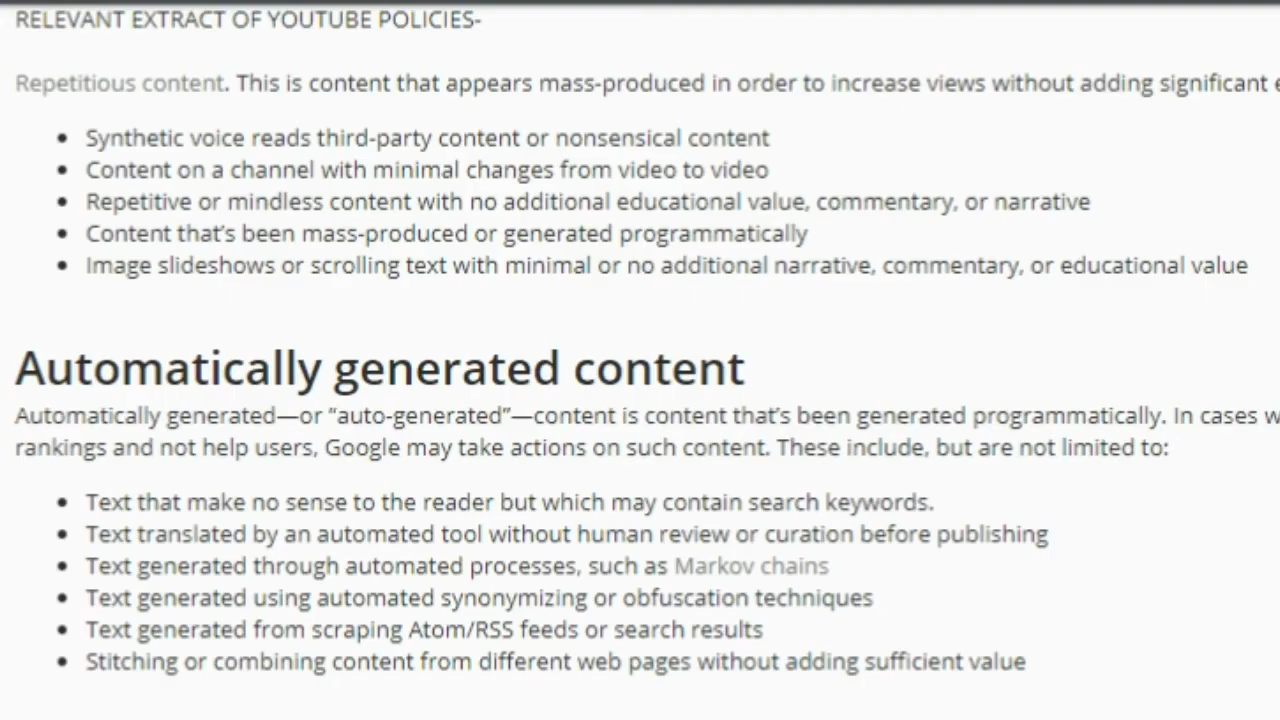 RELEVANT EXTRACT OF YOUTUBE POLICIES-
Repetitious content. This is content that appears mass-produced in order to increase views without adding significant
Synthetic voice reads third-party content or nonsensical content
Content on a channel with minimal changes from video to video
Repetitive or mindless content with no additional educational value, commentary, or narrative
Content that's been mass-produced or generated programmatically
Image slideshows or scrolling text with minimal or no additional narrative, commentary, or educational value
Automatically generated content
Automatically generated—or “auto-generated”—content is content that's been generated programmatically. In cases
rankings and not help users, Google may take actions on such content. These include, but are not limited to:
Text that make no sense to the reader but which may contain search keywords.
Text translated by an automated tool without human review or curation before publishing
Text generated through automated processes, such as Markov chains
Text generated using automated synonymizing or obfuscation techniques
Text generated from scraping Atom/RSS feeds or search results
Stitching or combining content from different web pages without adding sufficient value